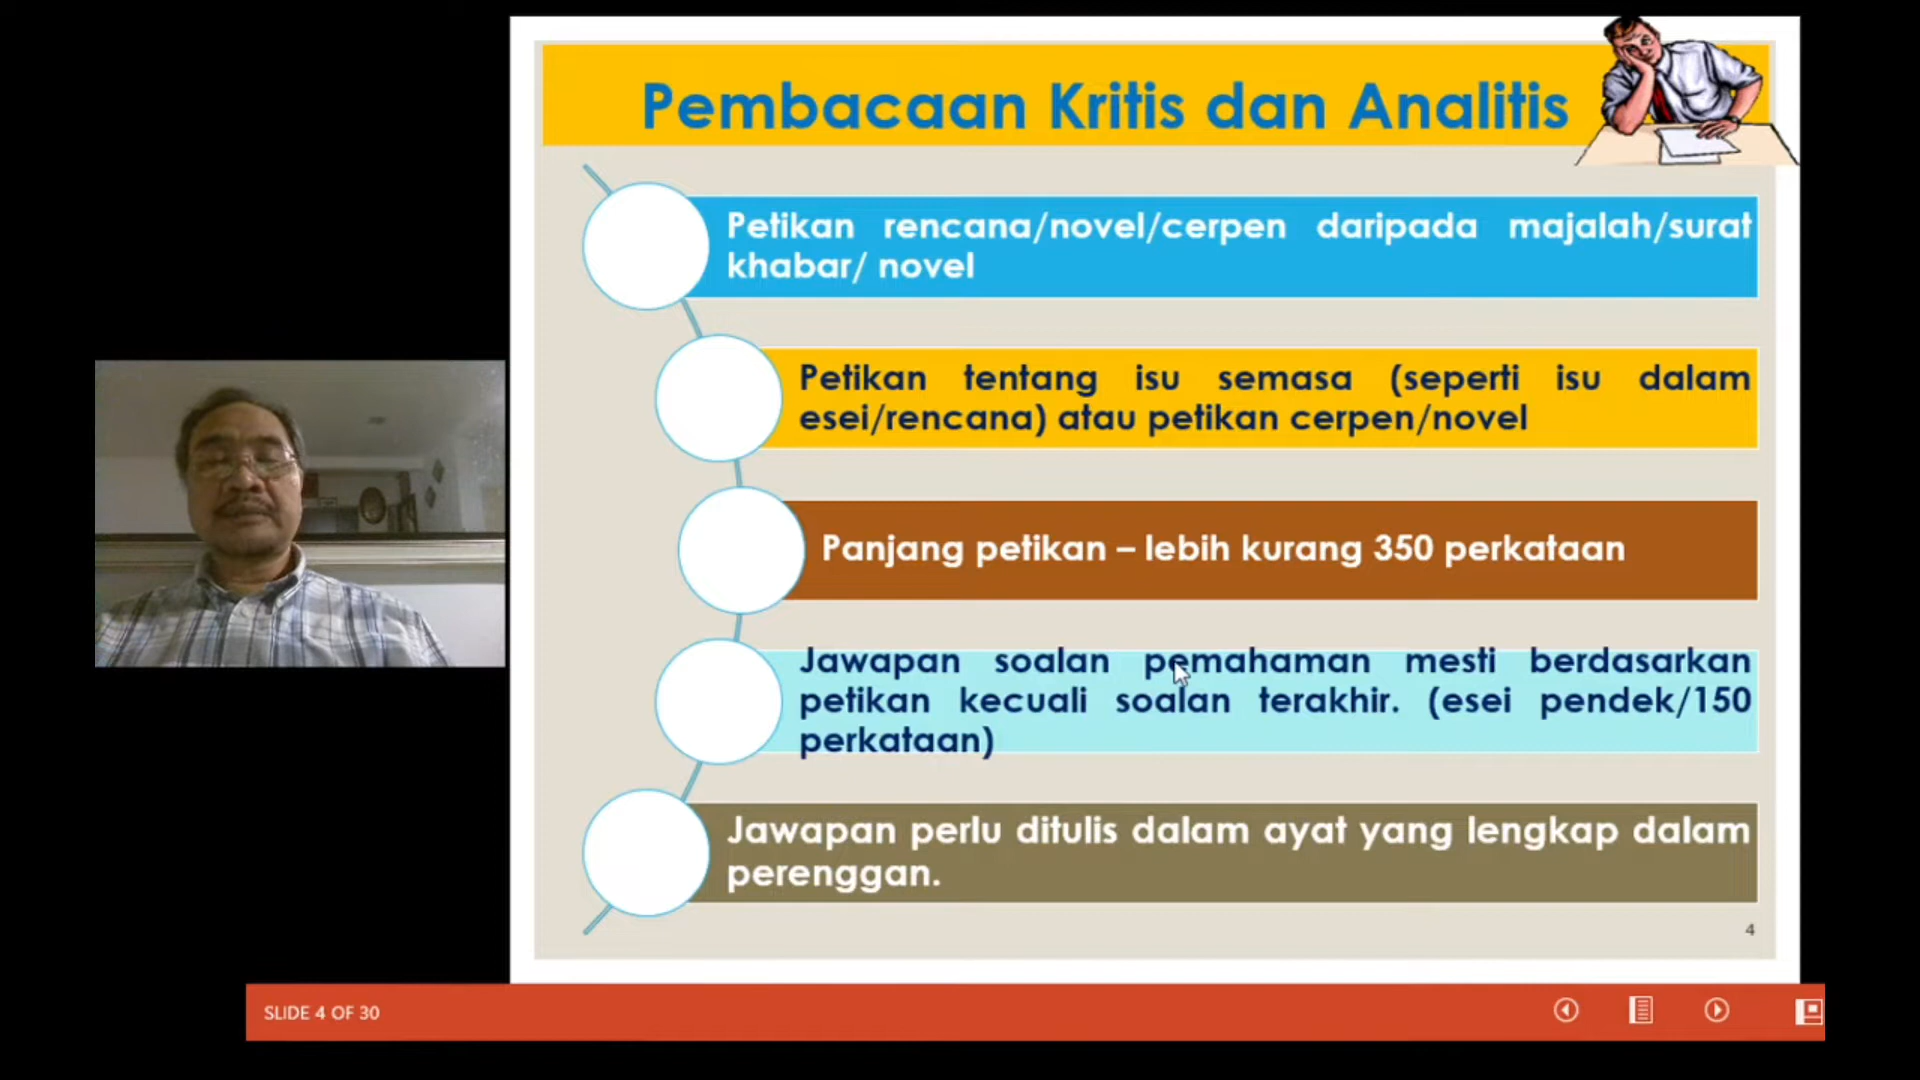 Pembacaan Kritis dan Analitis
Petikan rencana/novel/cerpen daripada majalah/surat
khabar/ novel
Petikan tentang isu semasa (seperti isu dalam
esei/rencana) atau petikan cerpen/novel
Panjang petikan – lebih kurang 350 perkataan
Jawapan soalan pemahaman mesti berdasarkan
petikan kecuali soalan terakhir. (esei pendek/150
perkataan)
Jawapan perlu ditulis dalam ayat yang lengkap dalam
perenggan.
4
SLIDE 4 OF 30